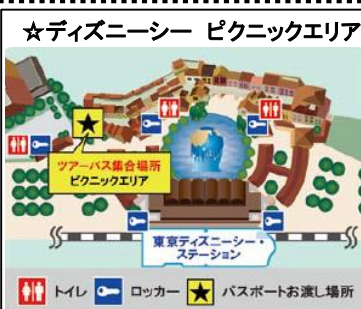 ☆ディズニーシー ピクニックエリア
ツアーバス集合場所
ピクニックエリア
東京ディズニーシー・
ステーション
トイレ ロッカー パスポートお渡し場所